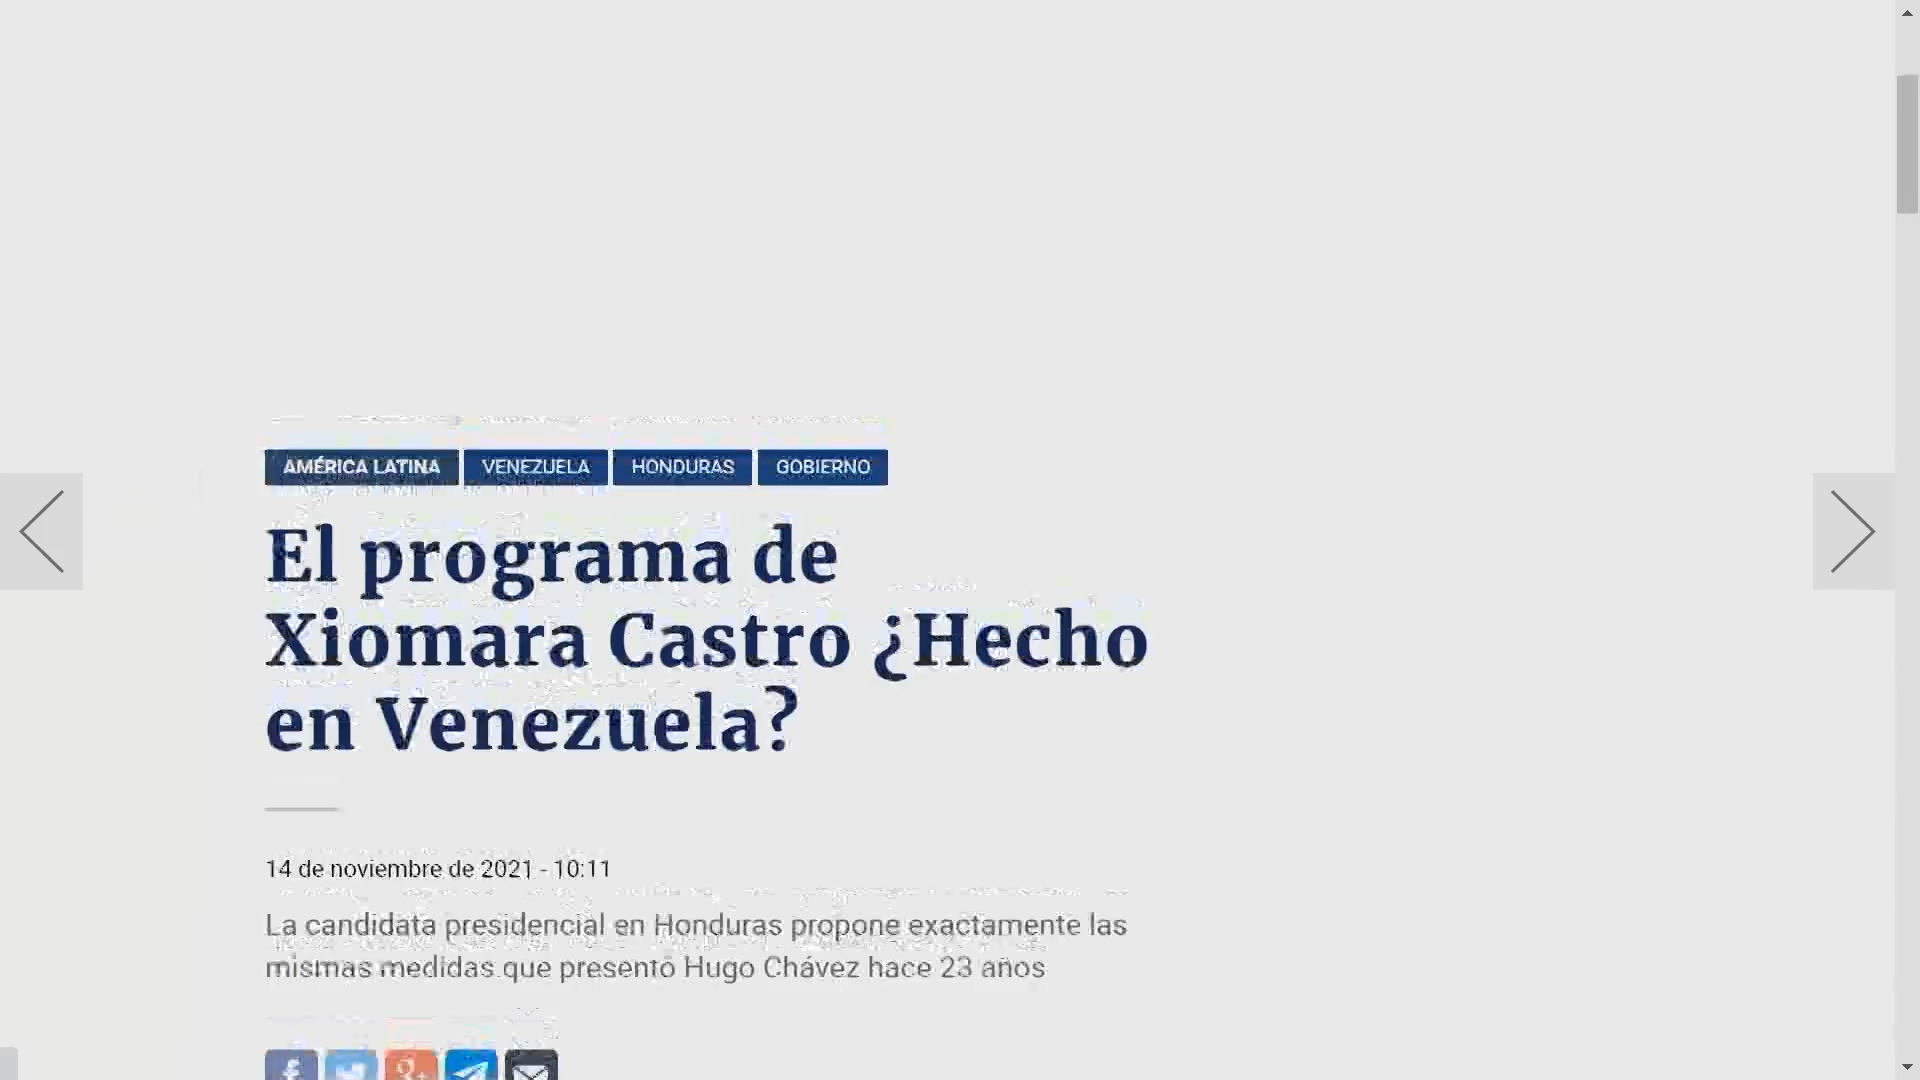 AMÉRICA LATINA VENEZUELA HONDURAS GOBIERNO
El programa de
Xiomara Castro ¿Hecho
en Venezuela?
14 de noviembre de 2021 - 10:11
La candidata presidencial en Honduras propone exactamente las
mismas medidas que presentó Hugo Chávez hace 23 años